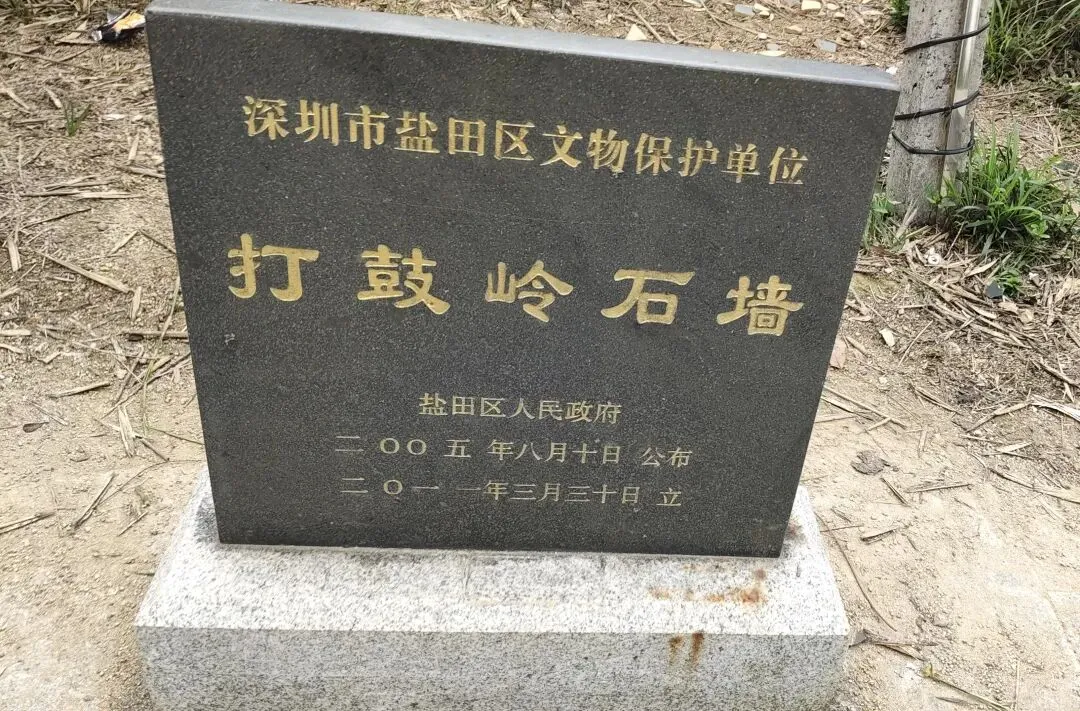 深圳市盐田区文物保护单位
打鼓岭石墙
盐田区人民政府
二〇〇五年八月十日 公布
二〇一一年三月三十日 立